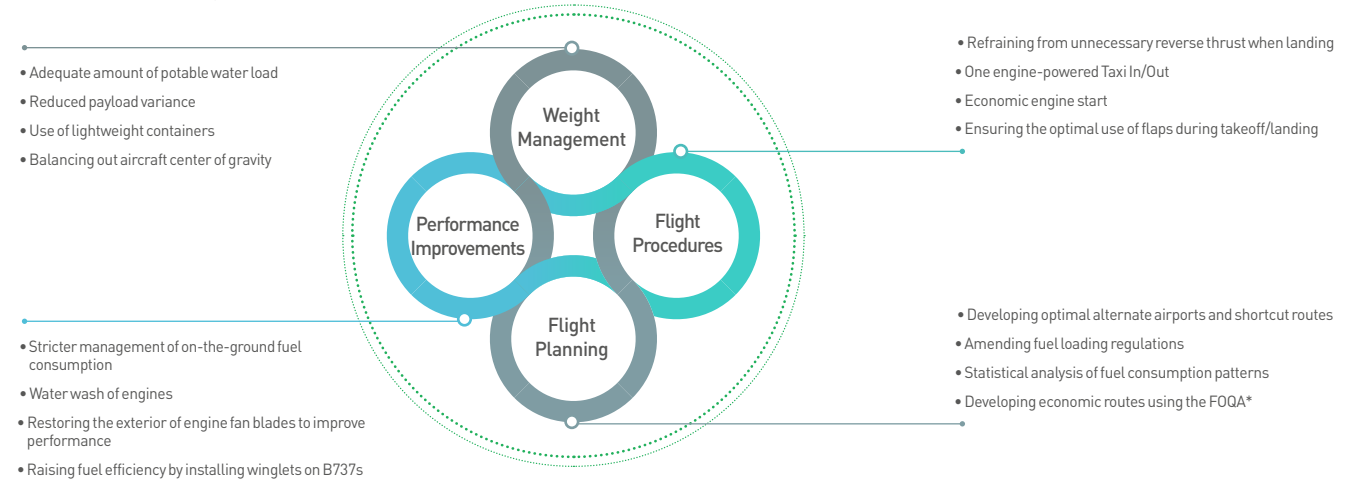 • Adequate amount of potable water load
• Reduced payload variance
• Use of lightweight containers
• Balancing out aircraft center of gravity
Weight
Management
• Refraining from unnecessary reverse thrust when landing
• One engine-powered Taxi In/Out
• Economic engine start
• Ensuring the optimal use of flaps during takeoff/landing
Performance
Improvements
Flight
Procedures
Flight
Planning
• Stricter management of on-the-ground fuel
consumption
• Water wash of engines
• Restoring the exterior of engine fan blades to improve
performance
• Raising fuel efficiency by installing winglets on B737s
• Developing optimal alternate airports and shortcut routes
• Amending fuel loading regulations
• Statistical analysis of fuel consumption patterns
• Developing economic routes using the FOQA*